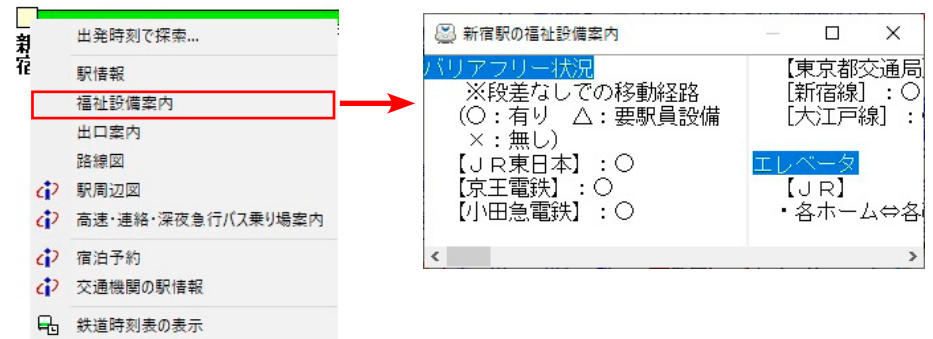 新宿
出発時刻で探索...
駅情報
福祉設備案内
出口案内
路線図
駅周辺図
高速・連絡・深夜急行バス乗り場案内
宿泊予約
交通機関の駅情報
鉄道時刻表の表示
新宿駅の福祉設備案内
バリアフリー状況
※段差なしでの移動経路
(○：有り △：要駅員設備
×：無し)
【ＪＲ東日本】：○
【京王電鉄】：○
【小田急電鉄】：○
【東京都交通局
[新宿線]：○
[大江戸線]：
エレベータ
【ＪＲ】
・各ホーム⇔各